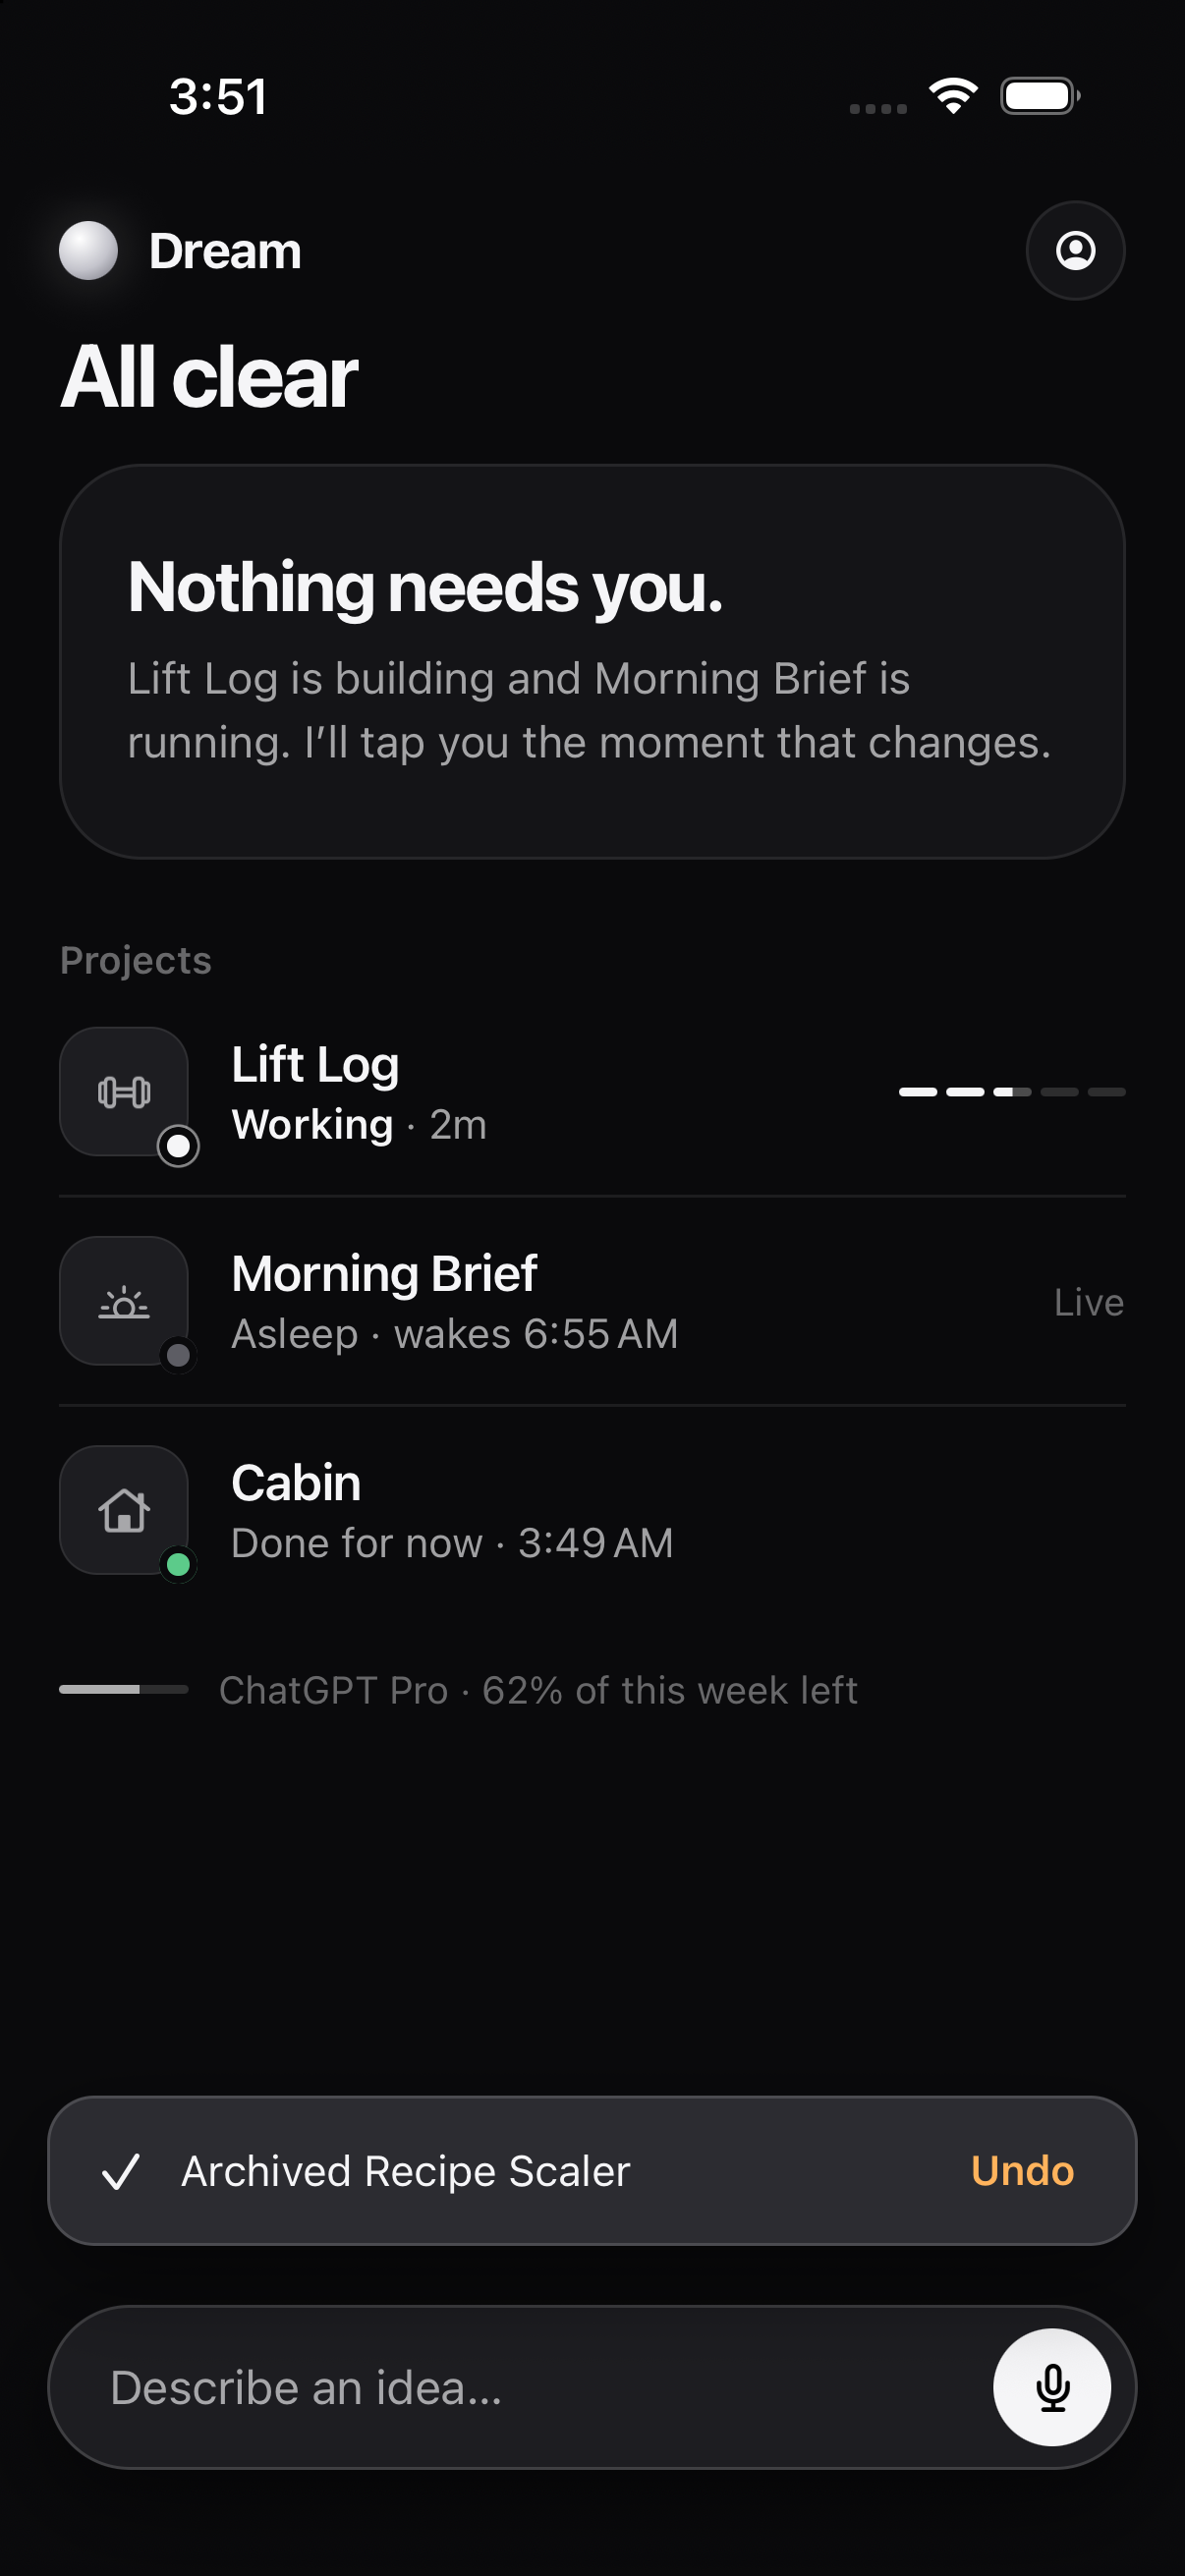 3:51
Dream
All clear
Nothing needs you.
Lift Log is building and Morning Brief is
running. I’ll tap you the moment that changes.
Projects
Lift Log
Working · 2m
Morning Brief
Asleep · wakes 6:55 AM
Live
Cabin
Done for now · 3:49 AM
ChatGPT Pro · 62% of this week left
Archived Recipe Scaler
Undo
Describe an idea...